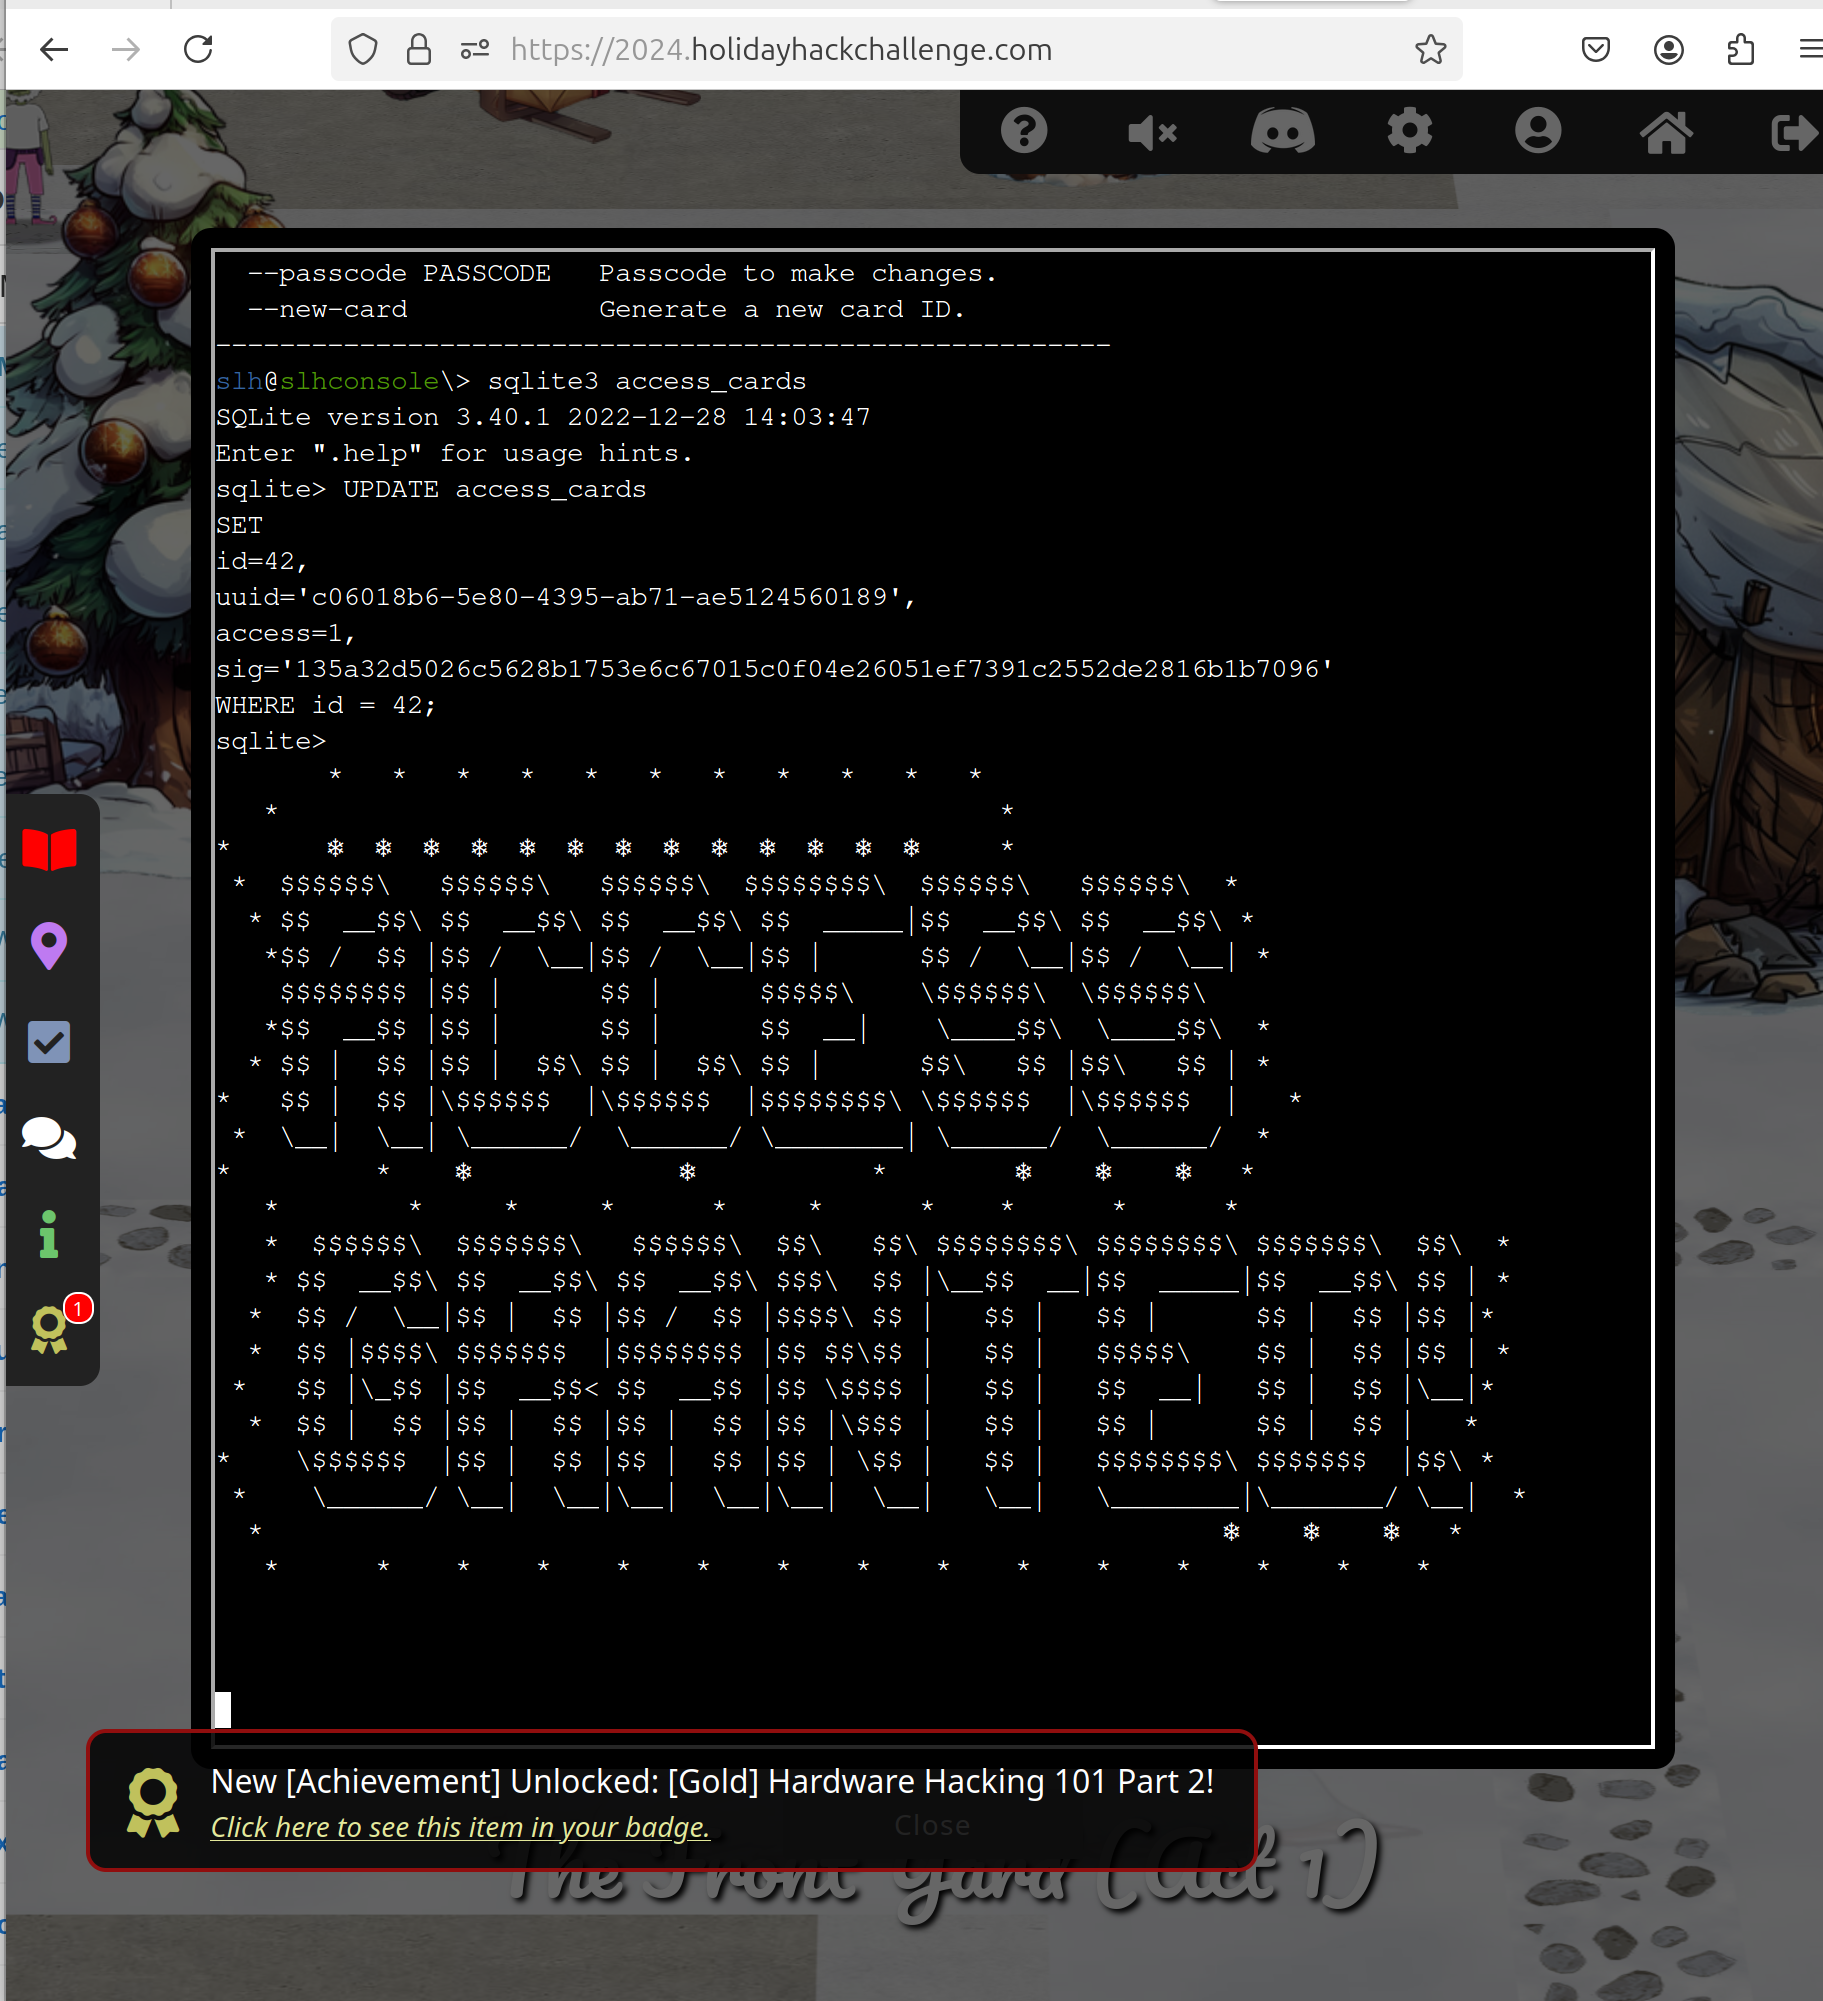 https://2024.holidayhackchallenge.com
--passcode PASSCODE   Passcode to make changes.
--new-card            Generate a new card ID.
--------------------------------------------------------
slh@slhconsole\> sqlite3 access_cards
SQLite version 3.40.1 2022-12-28 14:03:47
Enter ".help" for usage hints.
sqlite> UPDATE access_cards
SET
id=42,
uuid='c06018b6-5e80-4395-ab71-ae5124560189',
access=1,
sig='135a32d5026c5628b1753e6c67015c0f04e26051ef7391c2552de2816b1b7096'
WHERE id = 42;
sqlite>
ACCESS
GRANTED!
1
New [Achievement] Unlocked: [Gold] Hardware Hacking 101 Part 2!
Click here to see this item in your badge.
Close
The Front Yard (Act 1)